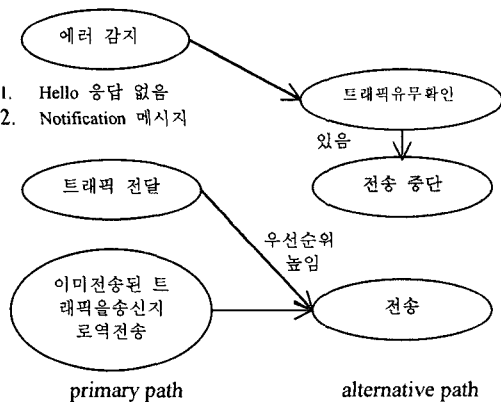 에러 감지
1. Hello 응답 없음
2. Notification 메시지
트래픽유무확인
있음
전송 중단
트래픽 전달
우선순위
높임
이미전송된 트
래픽을송신지
로역전송
전송
primary path
alternative path